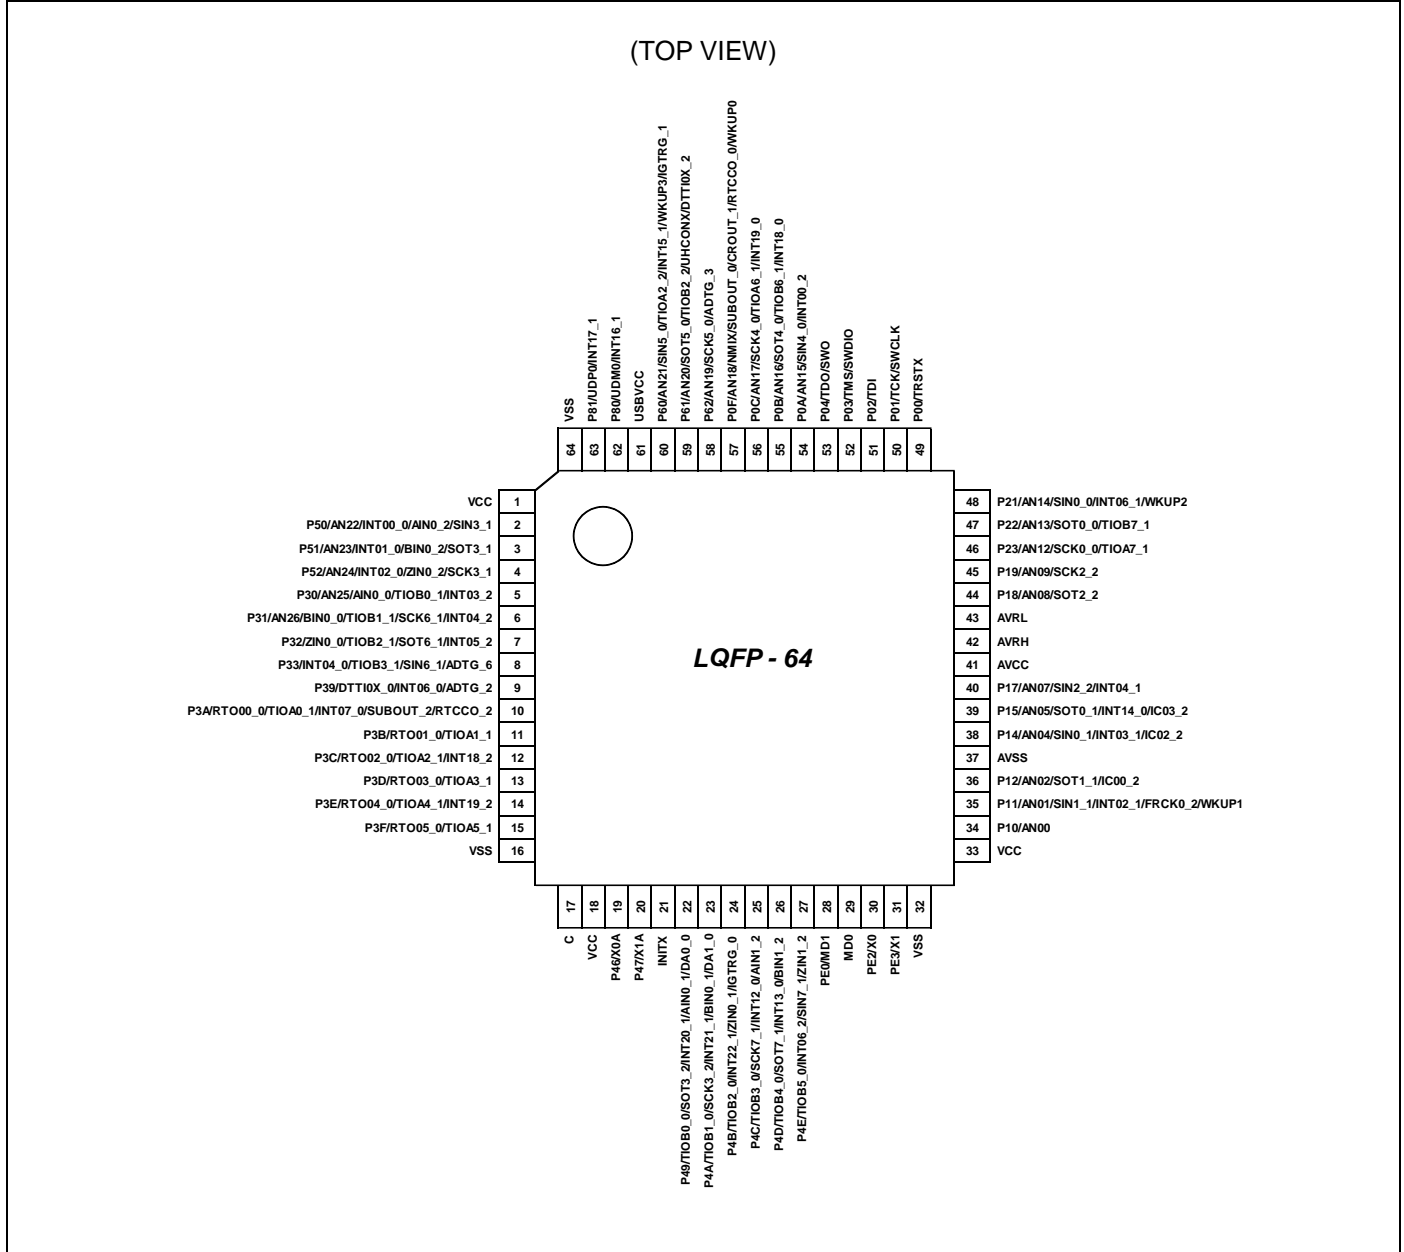 (TOP VIEW)
VSS
P81/UDP0/INT17_1
P80/UDM0/INT16_1
USBVCC
P60/AN21/SIN5_0/TIOA2_2/INT15_1/WKUP3/IGTRG_1
P61/AN20/SOT5_0/TIOB2_2/UHCONX/DTTI0X_2
P62/AN19/SCK5_0/ADTG_3
P0F/AN18/NMIX/SUBOUT_0/CROUT_1/RTCCO_0/WKUP0
P0C/AN17/SCK4_0/TIOA6_1/INT19_0
P0B/AN16/SOT4_0/TIOB6_1/INT18_0
P0A/AN15/SIN4_0/INT00_2
P04/TDO/SWO
P03/TMS/SWDIO
P02/TDI
P01/TCK/SWCLK
P00/TRSTX
64 63 62 61 60 59 58 57 56 55 54 53 52 51 50 49
VCC 1
P50/AN22/INT00_0/AIN0_2/SIN3_1 2
P51/AN23/INT01_0/BIN0_2/SOT3_1 3
P52/AN24/INT02_0/ZIN0_2/SCK3_1 4
P30/AN25/AIN0_0/TIOB0_1/INT03_2 5
P31/AN26/BIN0_0/TIOB1_1/SCK6_1/INT04_2 6
P32/ZIN0_0/TIOB2_1/SOT6_1/INT05_2 7
P33/INT04_0/TIOB3_1/SIN6_1/ADTG_6 8
P39/DTTI0X_0/INT06_0/ADTG_2 9
P3A/RTO00_0/TIOA0_1/INT07_0/SUBOUT_2/RTCCO_2 10
P3B/RTO01_0/TIOA1_1 11
P3C/RTO02_0/TIOA2_1/INT18_2 12
P3D/RTO03_0/TIOA3_1 13
P3E/RTO04_0/TIOA4_1/INT19_2 14
P3F/RTO05_0/TIOA5_1 15
VSS 16
LQFP - 64
48 P21/AN14/SIN0_0/INT06_1/WKUP2
47 P22/AN13/SOT0_0/TIOB7_1
46 P23/AN12/SCK0_0/TIOA7_1
45 P19/AN09/SCK2_2
44 P18/AN08/SOT2_2
43 AVRL
42 AVRH
41 AVCC
40 P17/AN07/SIN2_2/INT04_1
39 P15/AN05/SOT0_1/INT14_0/IC03_2
38 P14/AN04/SIN0_1/INT03_1/IC02_2
37 AVSS
36 P12/AN02/SOT1_1/IC00_2
35 P11/AN01/SIN1_1/INT02_1/FRCK0_2/WKUP1
34 P10/AN00
33 VCC
17 18 19 20 21 22 23 24 25 26 27 28 29 30 31 32
C
VCC
P46/X0A
P47/X1A
INITX
P49/TIOB0_0/SOT3_2/INT20_1/AIN0_1/DA0_0
P4A/TIOB1_0/SCK3_2/INT21_1/BIN0_1/DA1_0
P4B/TIOB2_0/INT22_1/ZIN0_1/IGTRG_0
P4C/TIOB3_0/SCK7_1/INT12_0/AIN1_2
P4D/TIOB4_0/SOT7_1/INT13_0/BIN1_2
P4E/TIOB5_0/INT06_2/SIN7_1/ZIN1_2
PE0/MD1
MD0
PE2/X0
PE3/X1
VSS